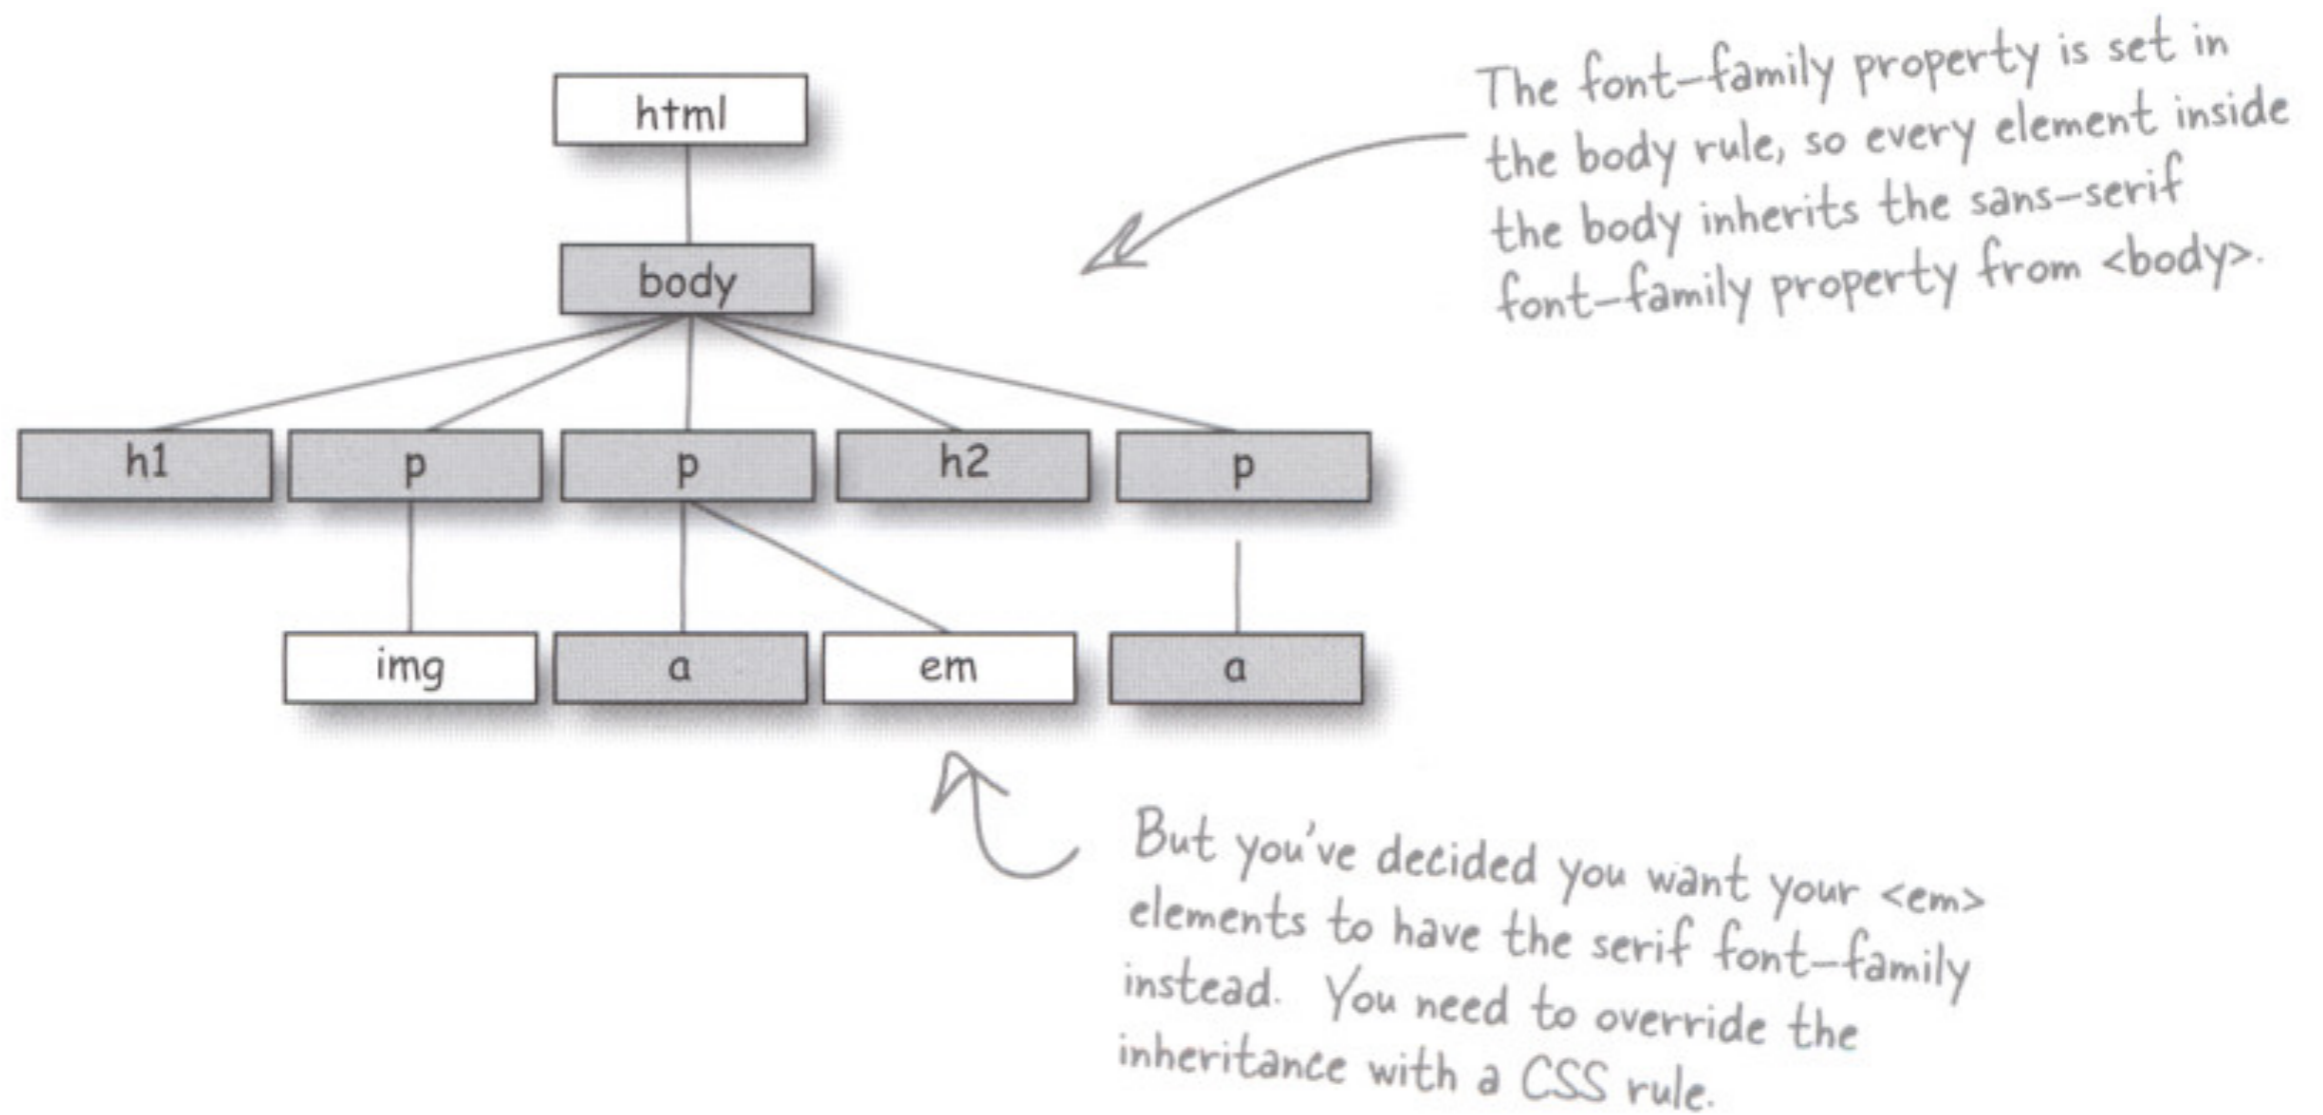 html
The font-family property is set in
the body rule, so every element inside
the body inherits the sans-serif
font-family property from <body>.
body
h1
p
p
h2
p
img
a
em
a
But you've decided you want your <em>
elements to have the serif font-family
instead. You need to override the
inheritance with a CSS rule.